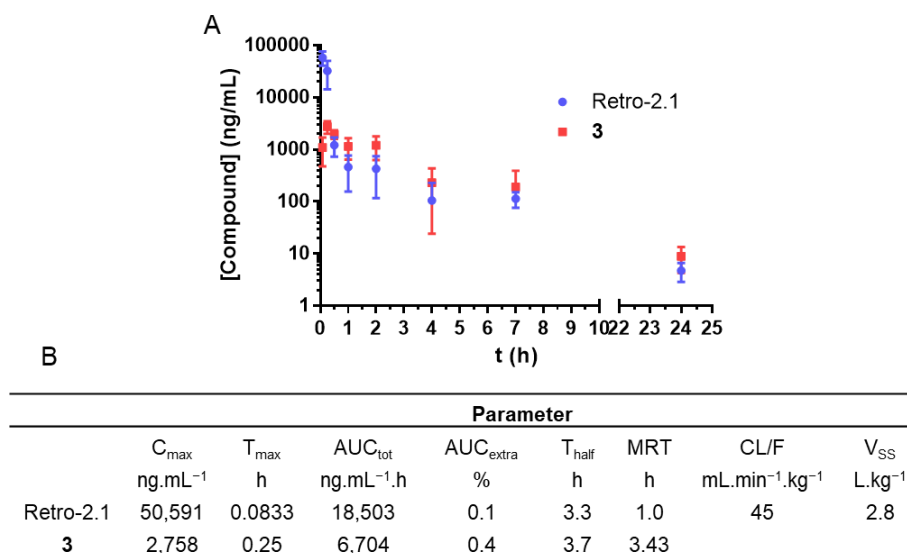 A
[Compound] (ng/mL)
100000
10000
1000
100
10
1
Retro-2.1
3
0 1 2 3 4 5 6 7 8 9 10 22 23 24 25
t (h)
B
Parameter
Cmax Tmax AUCtot AUCextra Thalf MRT CL/F VSS
ng.mL−1 h ng.mL−1.h % h h mL.min−1.kg−1 L.kg−1
Retro-2.1 50,591 0.0833 18,503 0.1 3.3 1.0 45 2.8
3 2,758 0.25 6,704 0.4 3.7 3.43